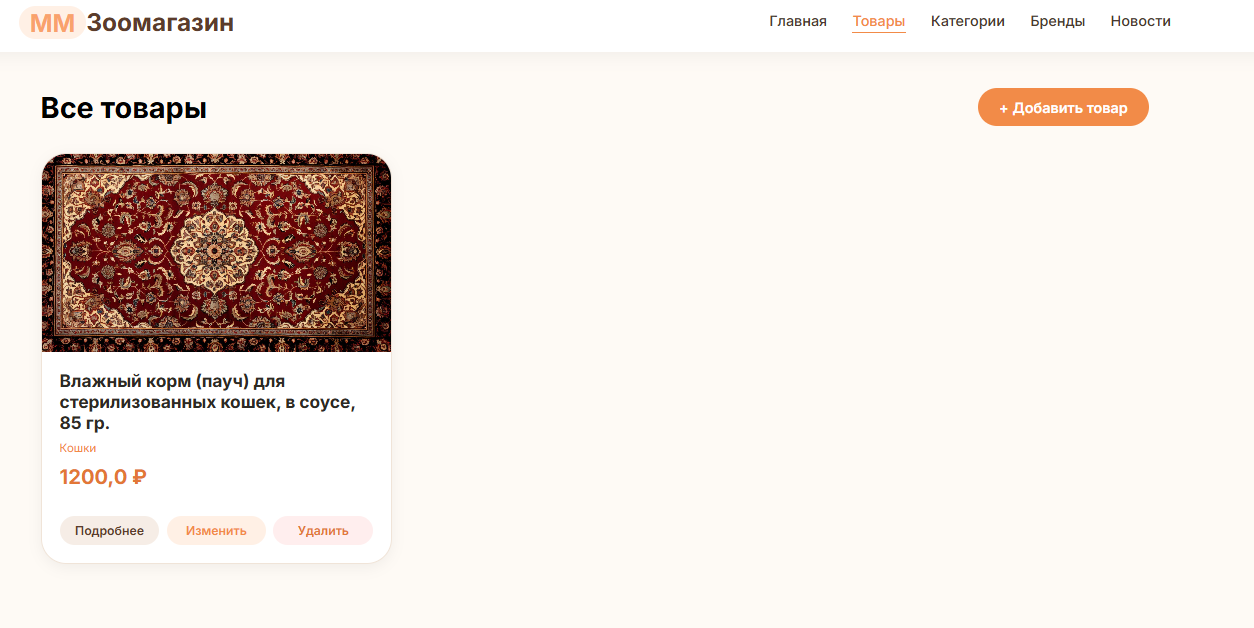 ММ Зоомагазин
Главная Товары Категории Бренды Новости
Все товары
+ Добавить товар
Влажный корм (пауч) для
стерилизованных кошек, в соусе,
85 гр.
Кошки
1200,0 ₽
Подробнее Изменить Удалить